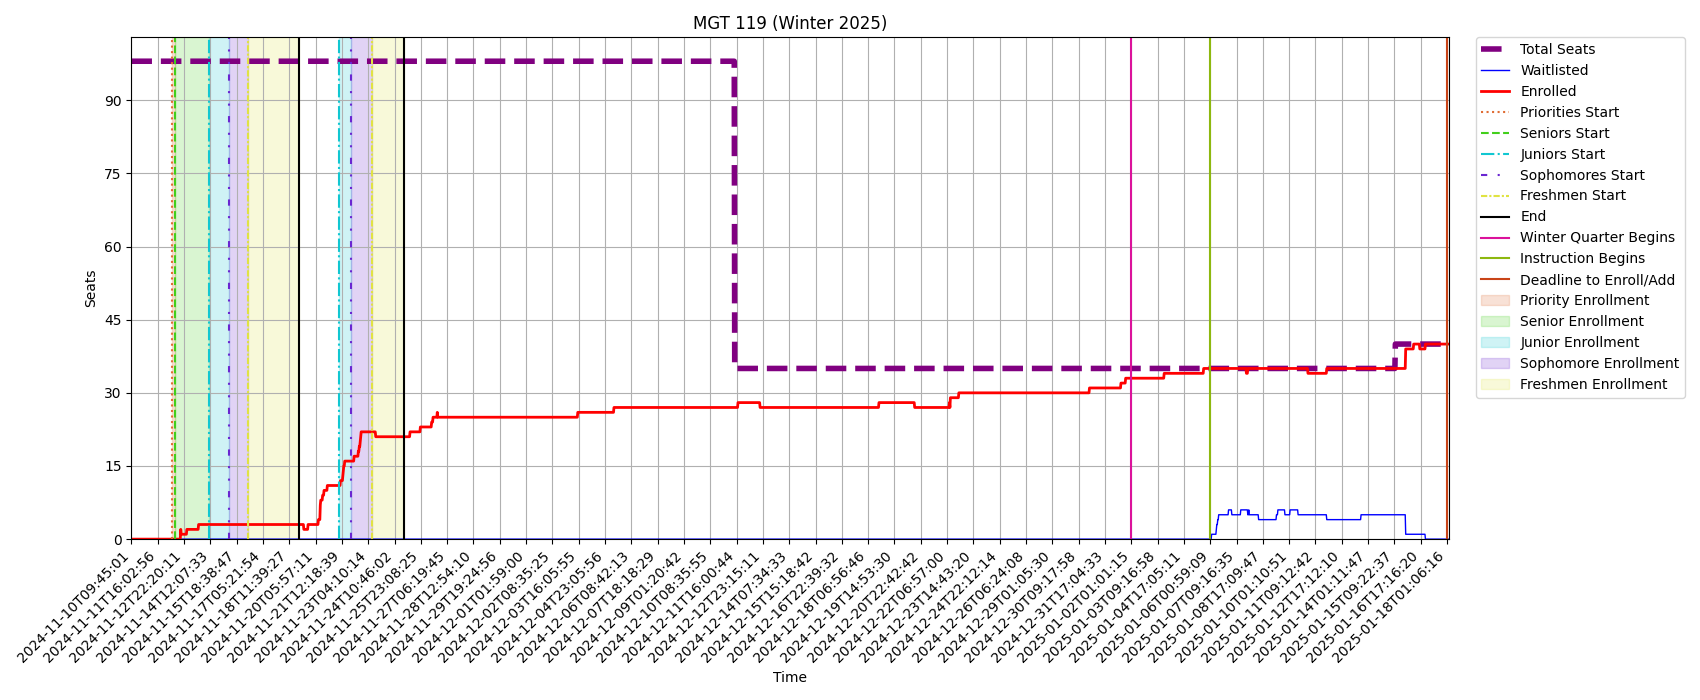 MGT 119 (Winter 2025)
Seats
90
75
60
45
30
15
0
2024-11-10T09:45:01
2024-11-11T16:02:56
2024-11-12T22:20:11
2024-11-14T12:07:33
2024-11-15T18:38:47
2024-11-17T05:21:54
2024-11-18T11:39:27
2024-11-20T05:57:11
2024-11-21T12:18:39
2024-11-23T04:10:14
2024-11-24T10:46:02
2024-11-25T23:08:25
2024-11-27T06:19:45
2024-11-28T12:54:10
2024-11-29T19:24:56
2024-12-01T01:59:00
2024-12-02T08:35:25
2024-12-03T16:05:55
2024-12-04T23:05:56
2024-12-06T08:42:13
2024-12-07T18:18:29
2024-12-09T01:20:42
2024-12-10T08:35:55
2024-12-11T16:00:44
2024-12-12T23:15:11
2024-12-14T07:34:33
2024-12-15T15:18:42
2024-12-16T22:39:32
2024-12-18T06:56:46
2024-12-19T14:53:30
2024-12-20T22:42:42
2024-12-22T06:57:00
2024-12-23T14:43:20
2024-12-24T22:12:14
2024-12-26T06:24:08
2024-12-29T01:05:30
2024-12-30T09:17:58
2024-12-31T17:04:33
2025-01-02T01:01:15
2025-01-03T09:16:58
2025-01-04T17:05:11
2025-01-06T00:59:09
2025-01-07T09:16:35
2025-01-08T17:09:47
2025-01-10T01:10:51
2025-01-11T09:12:42
2025-01-12T17:12:10
2025-01-14T01:11:47
2025-01-15T09:22:37
2025-01-16T17:16:20
2025-01-18T01:06:16
Time
Total Seats
Waitlisted
Enrolled
Priorities Start
Seniors Start
Juniors Start
Sophomores Start
Freshmen Start
End
Winter Quarter Begins
Instruction Begins
Deadline to Enroll/Add
Priority Enrollment
Senior Enrollment
Junior Enrollment
Sophomore Enrollment
Freshmen Enrollment